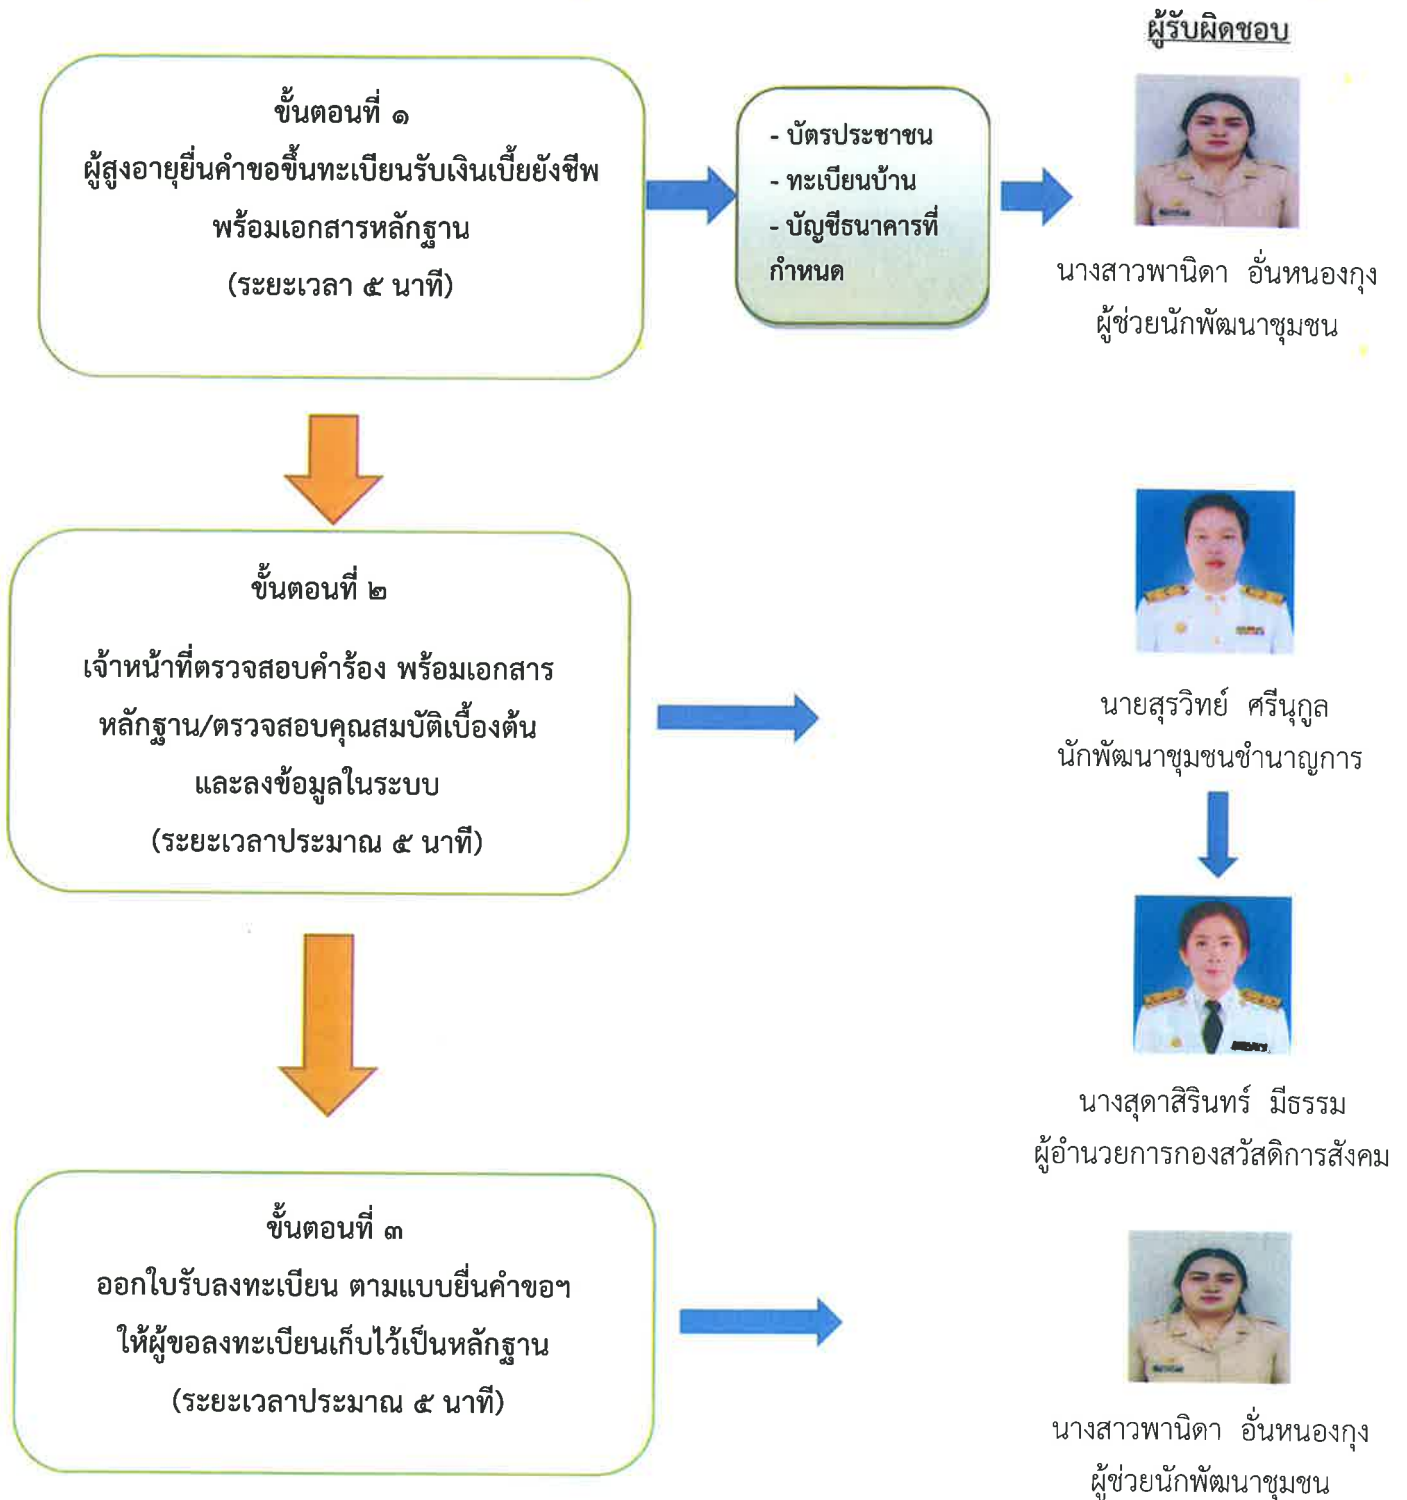 ผู้รับผิดชอบ
ขั้นตอนที่ ๑
ผู้สูงอายุยื่นคำขอขึ้นทะเบียนรับเงินเบี้ยยังชีพ
พร้อมเอกสารหลักฐาน
(ระยะเวลา ๕ นาที)
- บัตรประชาชน
- ทะเบียนบ้าน
- บัญชีธนาคารที่
กำหนด
นางสาวพานิดา อั่นหนองกุง
ผู้ช่วยนักพัฒนาชุมชน
ขั้นตอนที่ ๒
เจ้าหน้าที่ตรวจสอบคำร้อง พร้อมเอกสาร
หลักฐาน/ตรวจสอบคุณสมบัติเบื้องต้น
และลงข้อมูลในระบบ
(ระยะเวลาประมาณ ๕ นาที)
นายสุรวิทย์ ศรีนุกูล
นักพัฒนาชุมชนชำนาญการ
นางสุดาสิรินทร์ มีธรรม
ผู้อำนวยการกองสวัสดิการสังคม
ขั้นตอนที่ ๓
ออกใบรับลงทะเบียน ตามแบบยื่นคำขอฯ
ให้ผู้ขอลงทะเบียนเก็บไว้เป็นหลักฐาน
(ระยะเวลาประมาณ ๕ นาที)
นางสาวพานิดา อั่นหนองกุง
ผู้ช่วยนักพัฒนาชุมชน